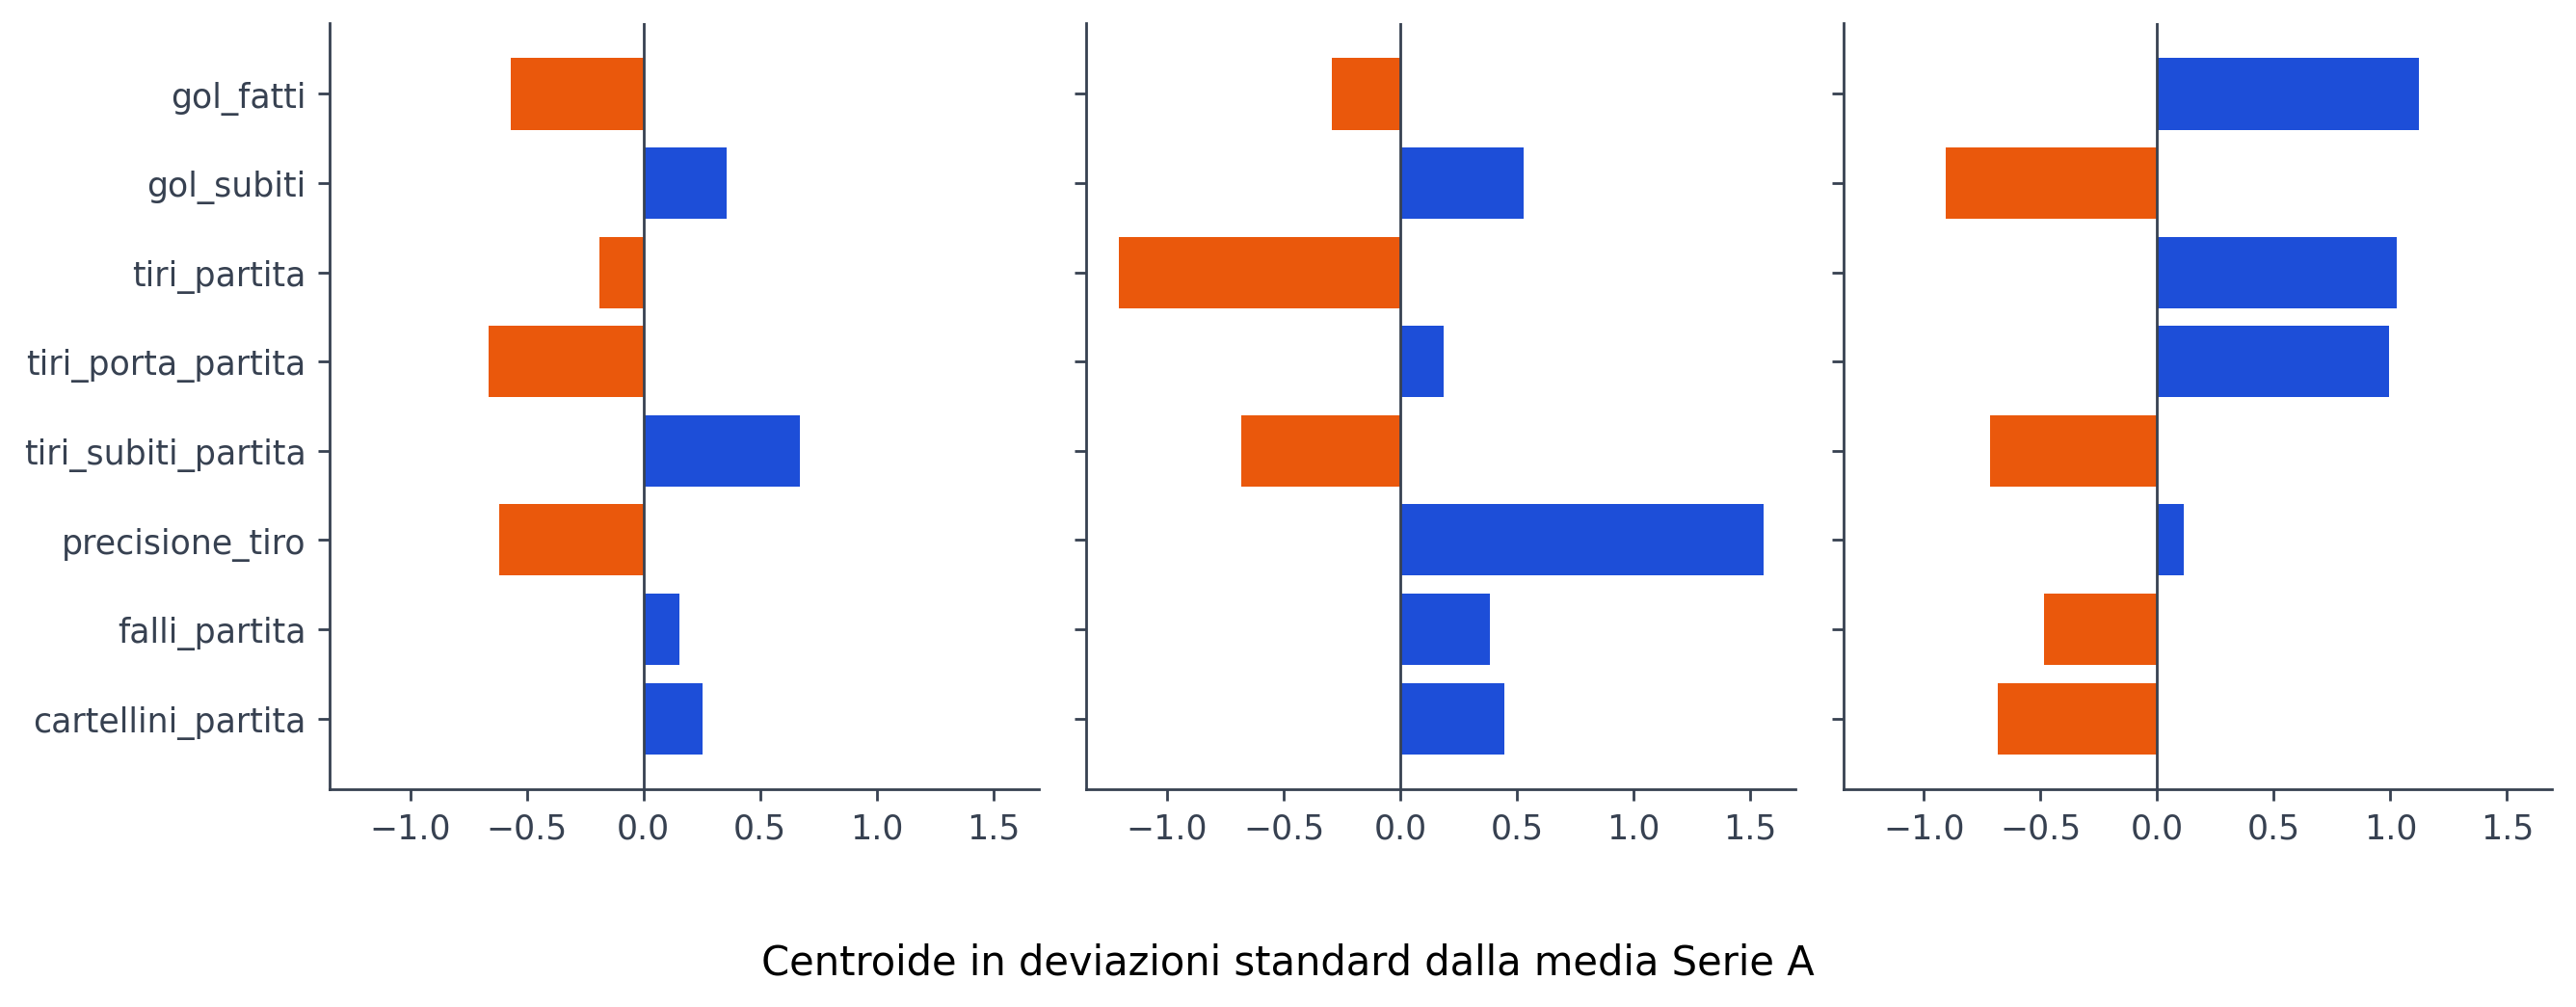 gol_fatti
gol_subiti
tiri_partita
tiri_porta_partita
tiri_subiti_partita
precisione_tiro
falli_partita
cartellini_partita
−1.0 −0.5 0.0 0.5 1.0 1.5
−1.0 −0.5 0.0 0.5 1.0 1.5
−1.0 −0.5 0.0 0.5 1.0 1.5
Centroide in deviazioni standard dalla media Serie A